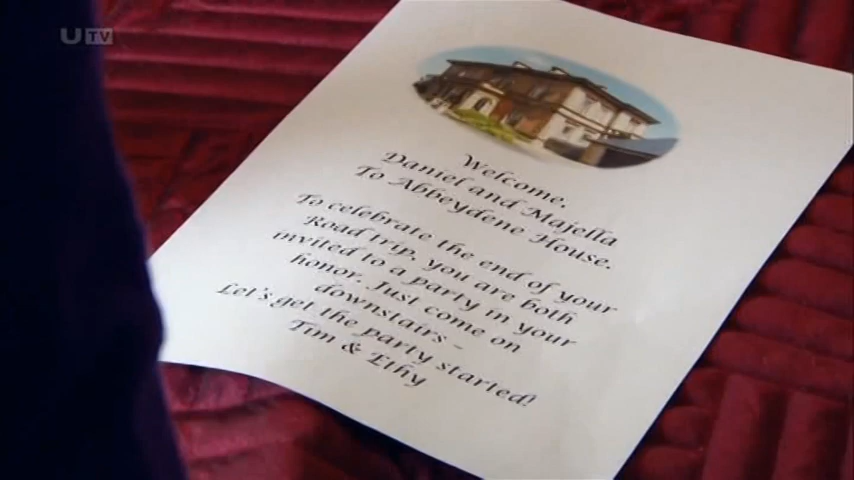 UTV
Welcome,
Daniel and Majella
To Abbeydene House.
To celebrate the end of your
Road trip, you are both
invited to a party in your
honor. Just come on
downstairs -
Let's get the party started!
Tim & Ethy